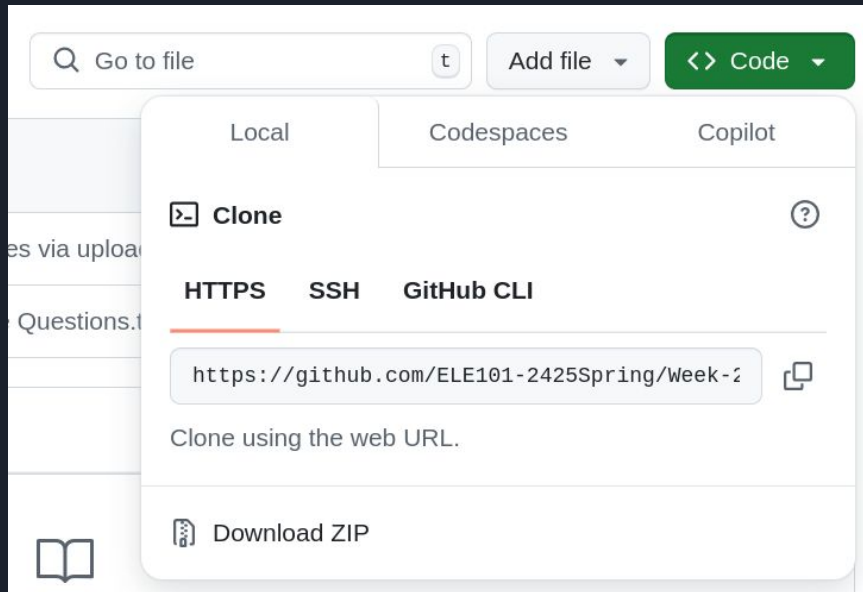 Go to file t Add file Code
Local Codespaces Copilot
Clone
es via uploa
HTTPS SSH GitHub CLI
Questions.t
https://github.com/ELE101-2425Spring/Week-2
Clone using the web URL.
Download ZIP